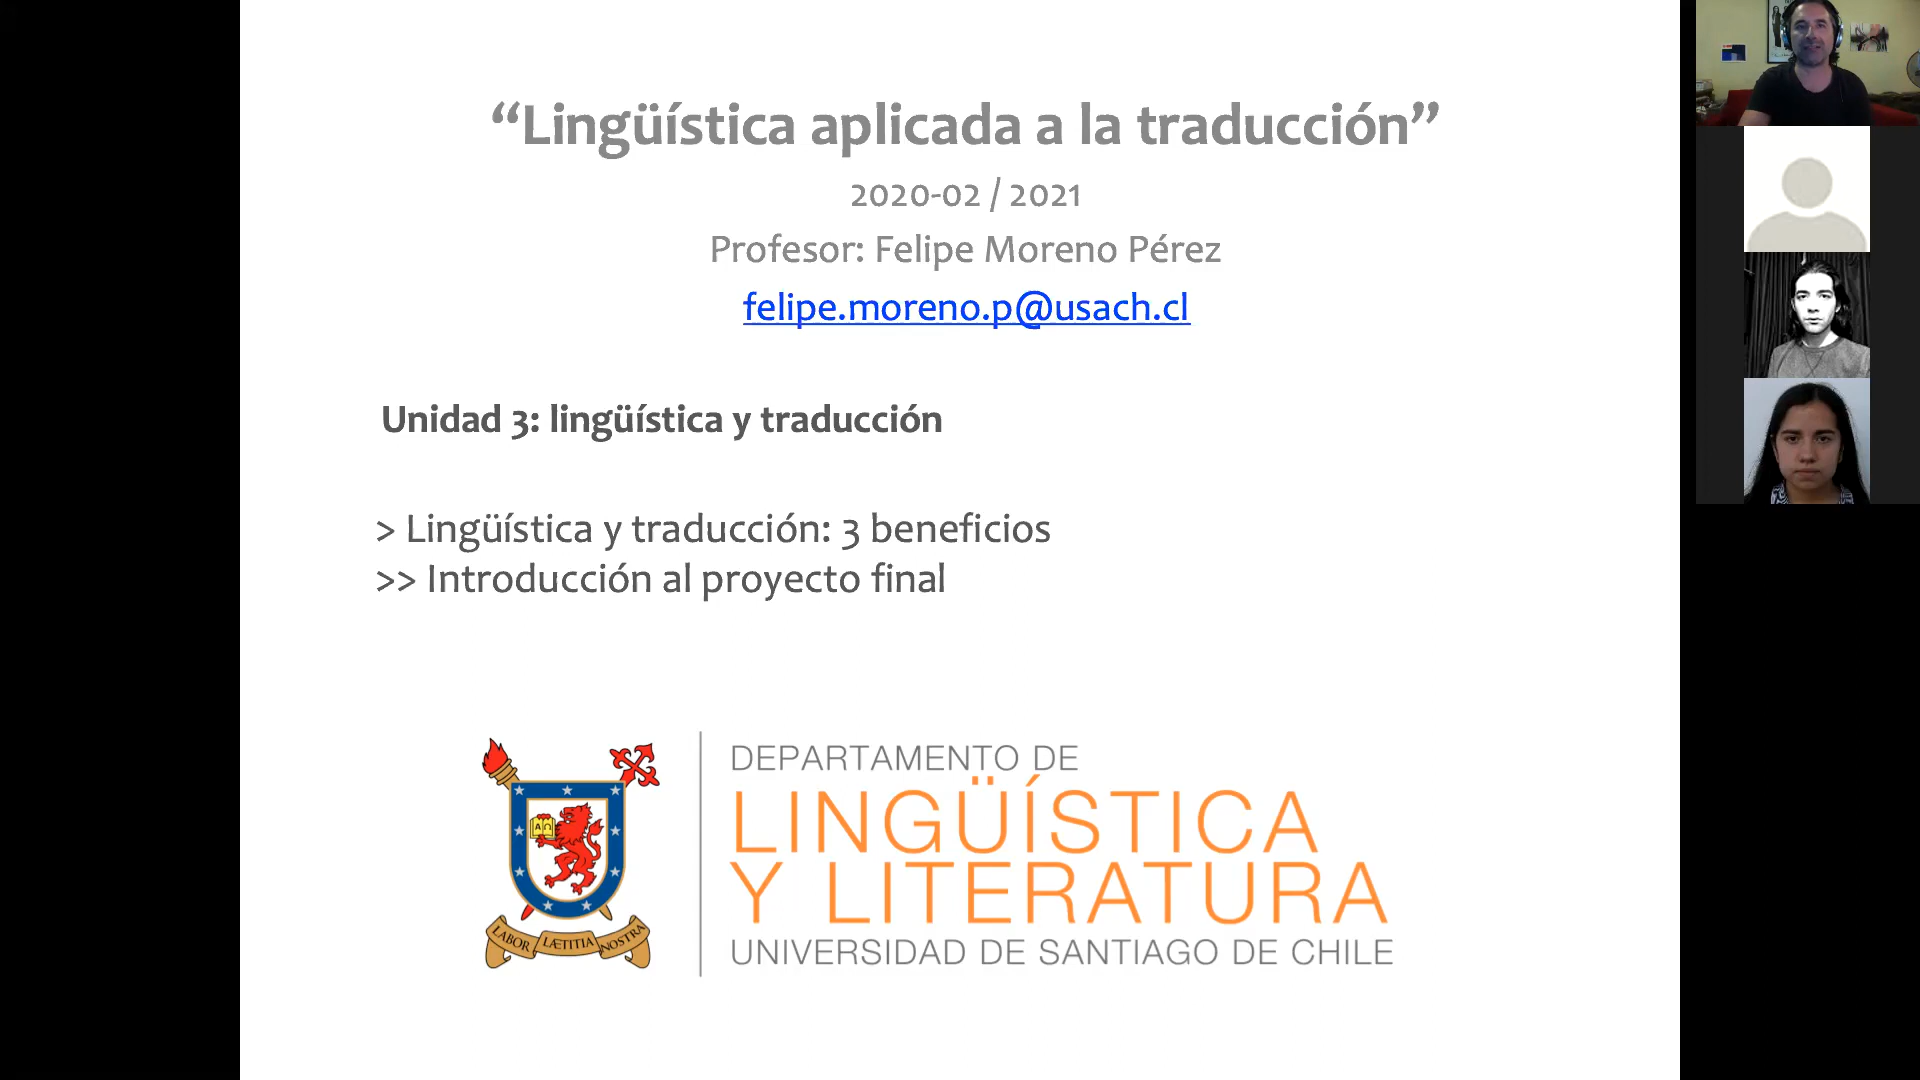 “Lingüística aplicada a la traducción”
2020-02 / 2021
Profesor: Felipe Moreno Pérez
felipe.moreno.p@usach.cl
Unidad 3: lingüística y traducción
> Lingüística y traducción: 3 beneficios
>> Introducción al proyecto final
DEPARTAMENTO DE
LINGÜÍSTICA
Y LITERATURA
UNIVERSIDAD DE SANTIAGO DE CHILE
A Ω
LABOR LÆTITIA NOSTRA